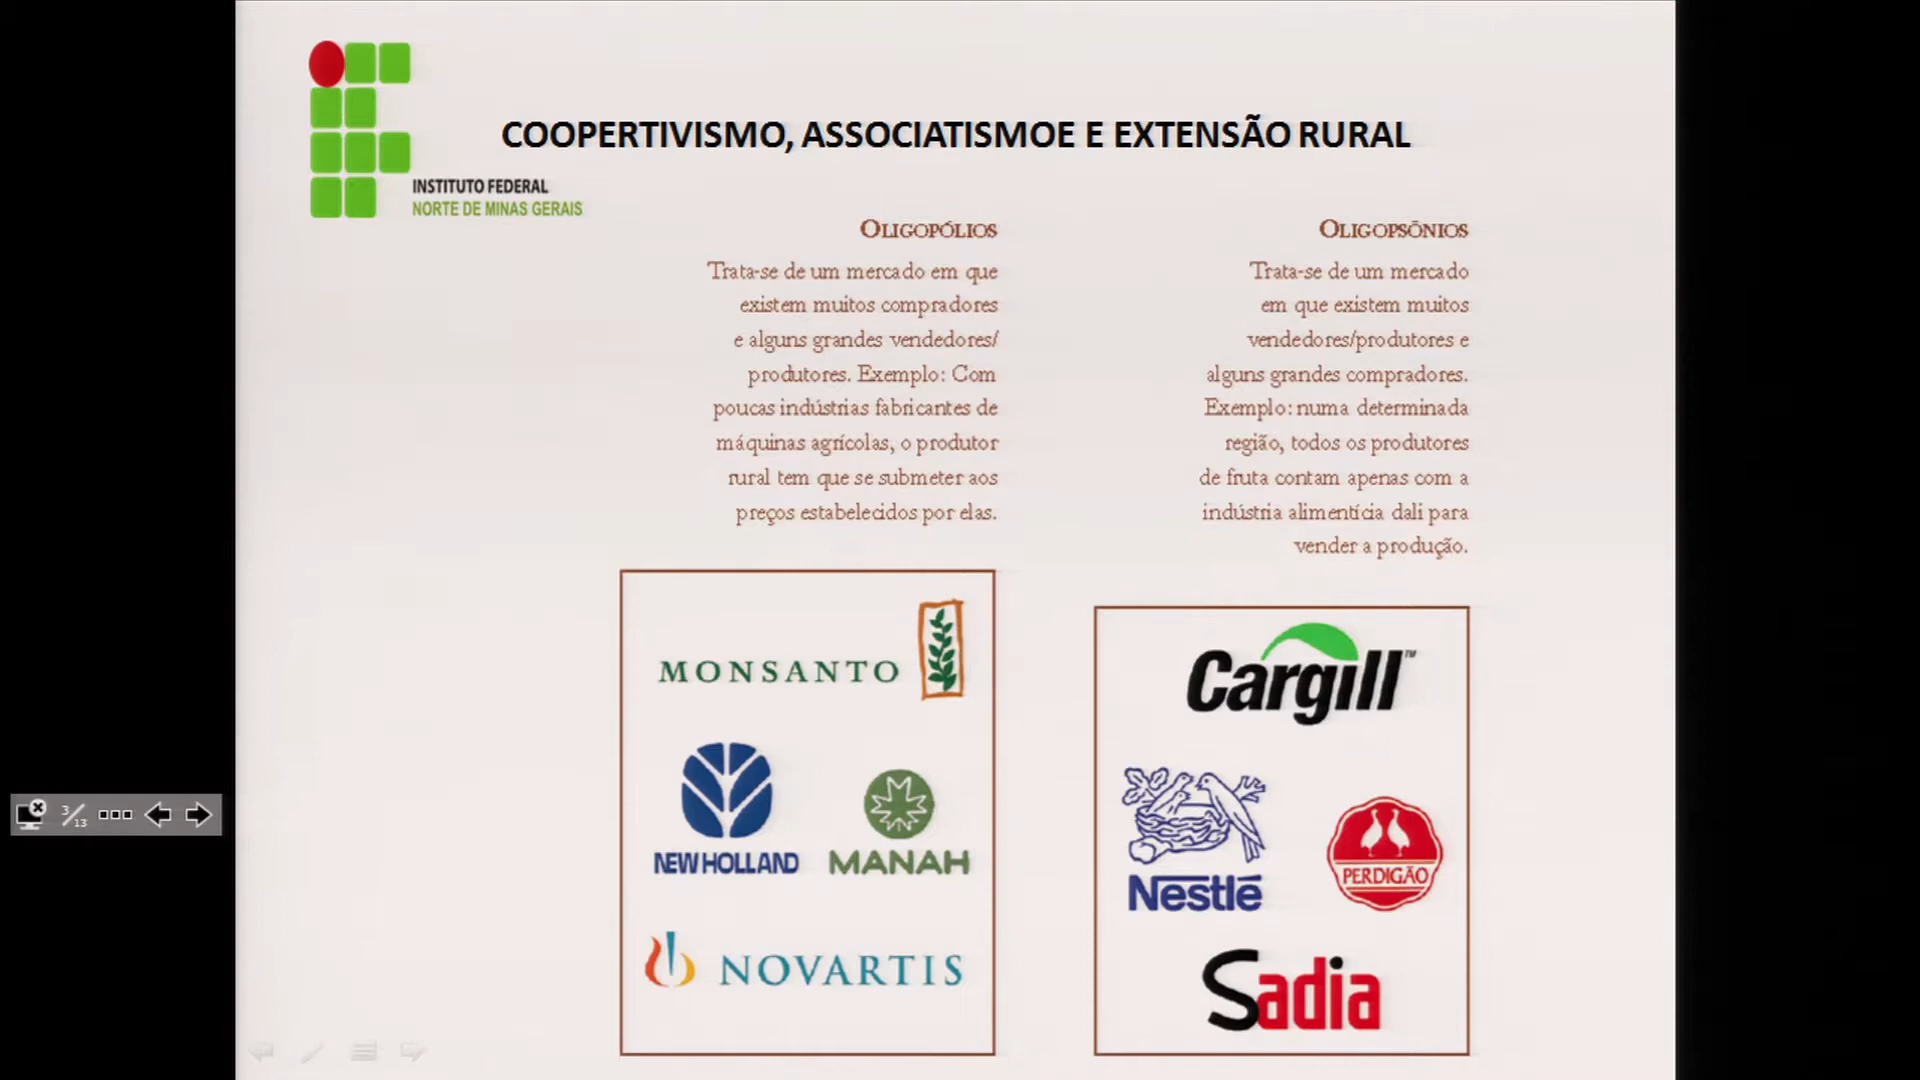 COOPERTIVISMO, ASSOCIATISMOE E EXTENSÃO RURAL
INSTITUTO FEDERAL
NORTE DE MINAS GERAIS
OLIGOPÓLIOS
Trata-se de um mercado em que
existem muitos compradores
e alguns grandes vendedores/
produtores. Exemplo: Com
poucas indústrias fabricantes de
máquinas agrícolas, o produtor
rural tem que se submeter aos
preços estabelecidos por elas.
MONSANTO
NEW HOLLAND
MANAH
NOVARTIS
OLIGOPSÔNIOS
Trata-se de um mercado
em que existem muitos
vendedores/produtores e
alguns grandes compradores.
Exemplo: numa determinada
região, todos os produtores
de fruta contam apenas com a
indústria alimentícia dali para
vender a produção.
Cargill™
Nestlé
PERDIGÃO
Sadia
3/13